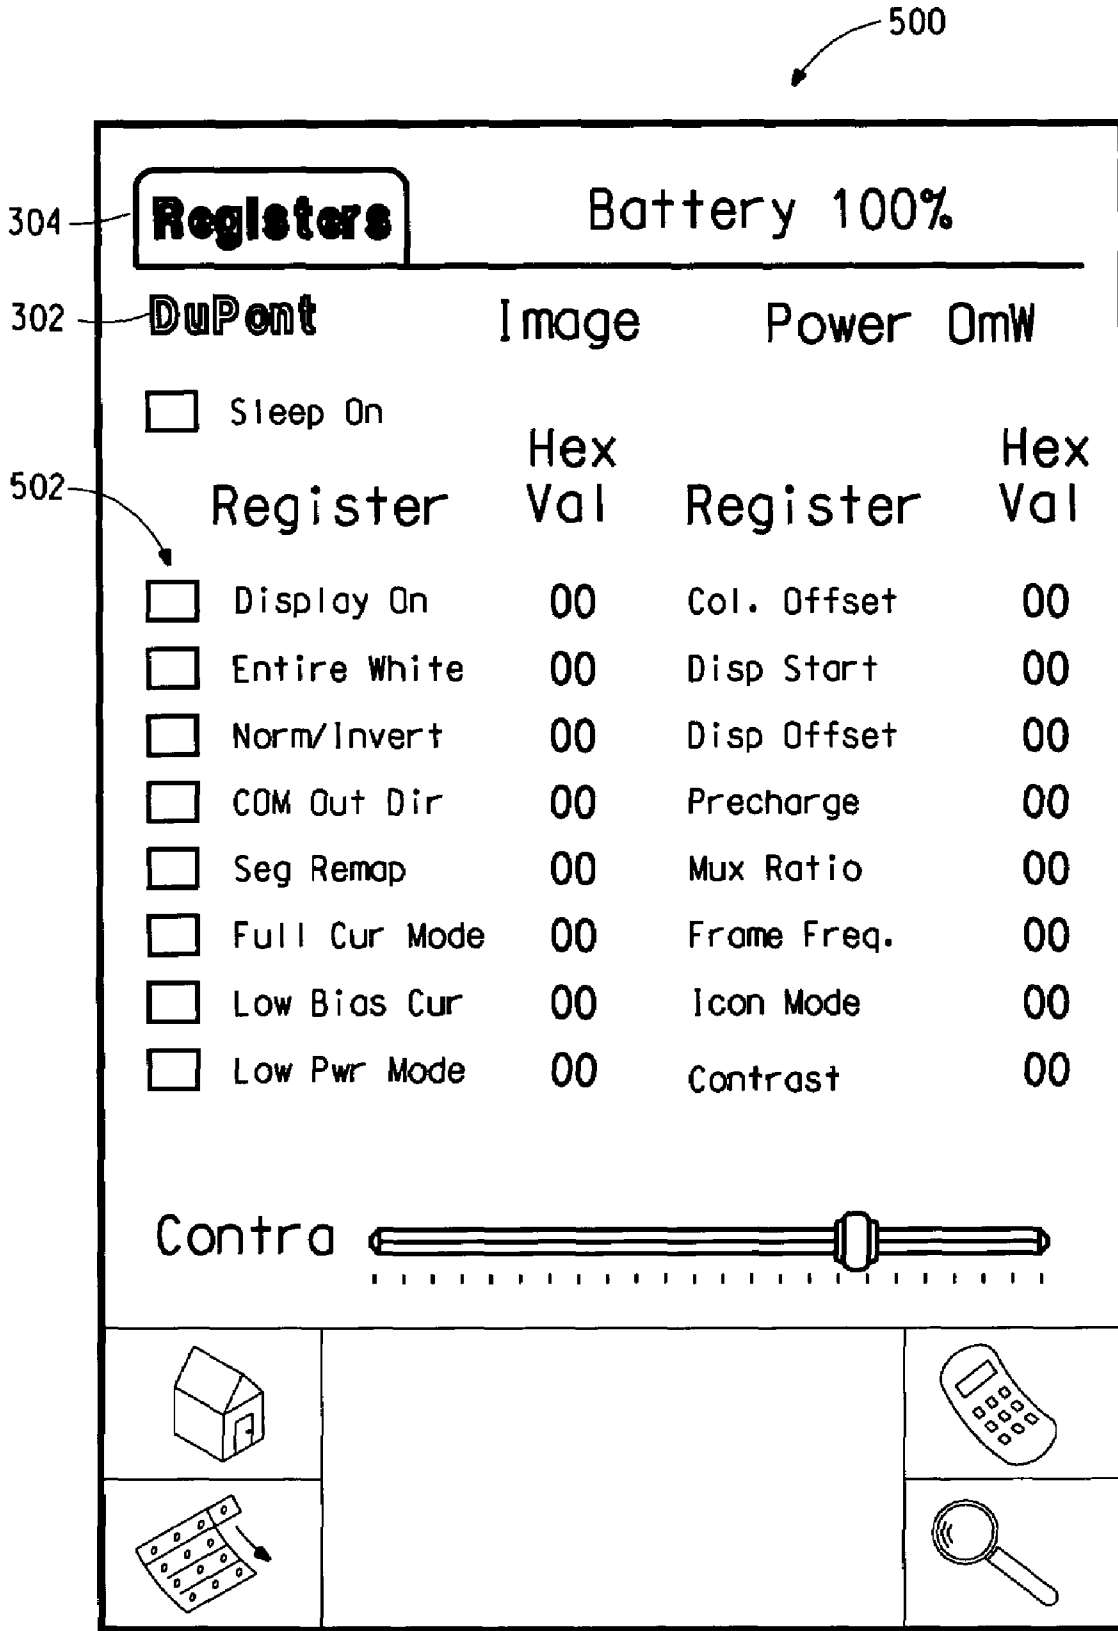 500
304 Registers Battery 100%
302 DuPont Image Power 0mW
Sleep On
Hex Hex
502 Register Val Register Val
Display On 00 Col. Offset 00
Entire White 00 Disp Start 00
Norm/Invert 00 Disp Offset 00
COM Out Dir 00 Precharge 00
Seg Remap 00 Mux Ratio 00
Full Cur Mode 00 Frame Freq. 00
Low Bias Cur 00 Icon Mode 00
Low Pwr Mode 00 Contrast 00
Contra